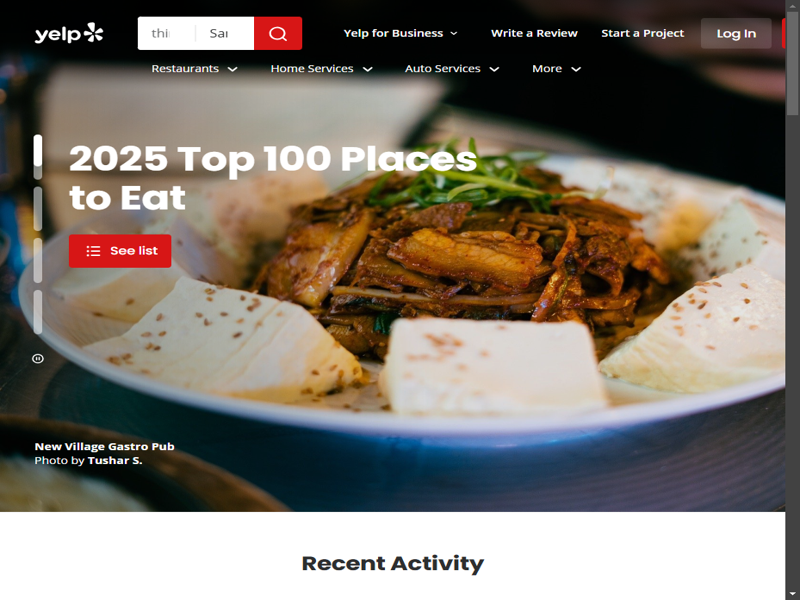 yelp
thi
Sa
Yelp for Business
Write a Review
Start a Project
Log In
Restaurants
Home Services
Auto Services
More
2025 Top 100 Places
to Eat
See list
New Village Gastro Pub
Photo by Tushar S.
Recent Activity